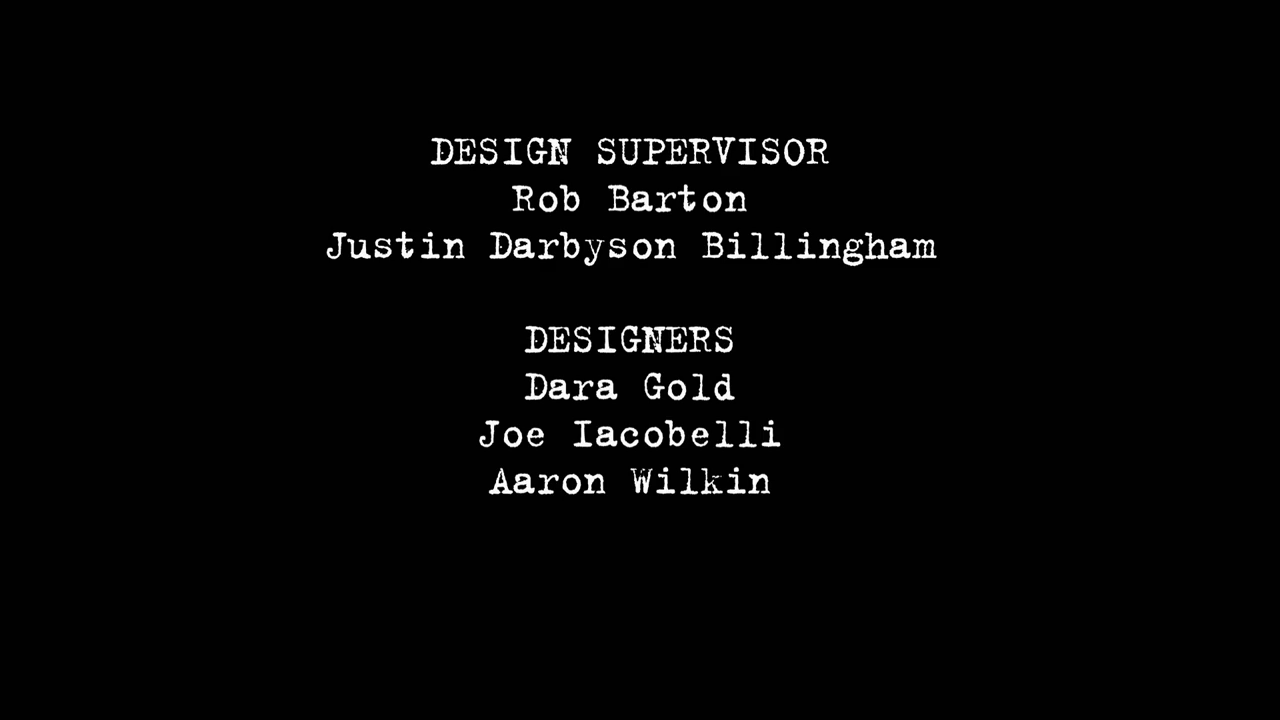 DESIGN SUPERVISOR
Rob Barton
Justin Darbyson Billingham
DESIGNERS
Dara Gold
Joe Iacobelli
Aaron Wilkin